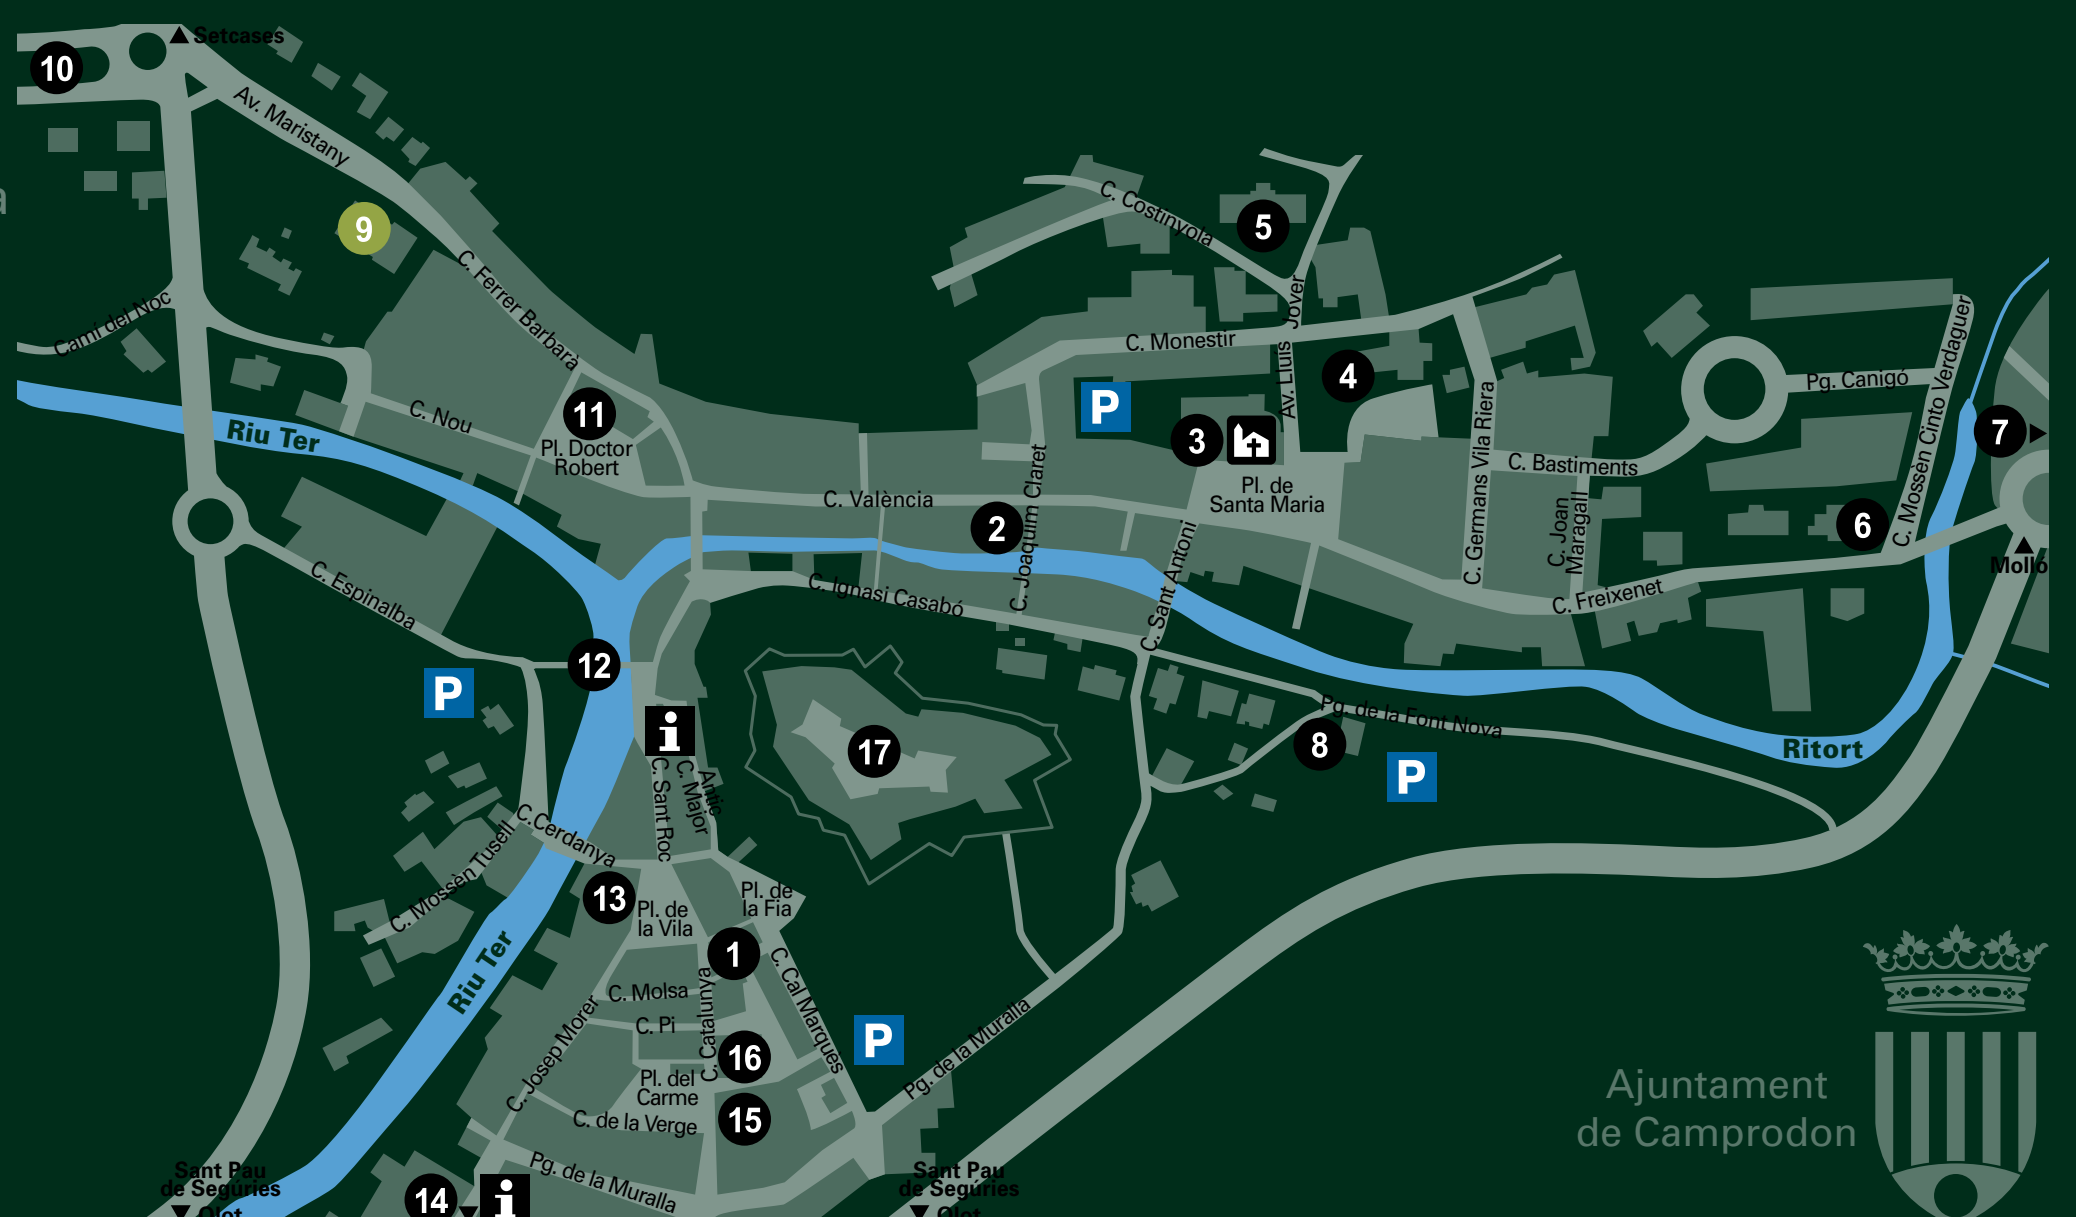 Setcases
10
Av. Maristany
9
5
C. Costinyola
C. Ferrer Barbarà
Camí del Noc
Av. Lluis Jover
C. Monestir
4
Pg. Canigó
C. Mossèn Cinto Verdaguer
P
11
C. Nou
Riu Ter
Pl. Doctor
Robert
3
7
C. Germans Vila Riera
C. Bastiments
C. Joaquim Claret
C. València
Pl. de
Santa Maria
2
6
C. Joan
Maragall
Molló
C. Espinalba
C. Ignasi Casabó
C. Sant Antoni
C. Freixenet
12
P
i
17
Pg. de la Font Nova
8
P
Ritort
C. Sant Roc
C. Major
Antic
C.Cerdanya
C. Mossèn Tusell
13
Pl. de
la Vila
Pl. de
la Fia
1
Riu Ter
C. Cal Marques
C. Molsa
C. Catalunya
C. Pi
C. Josep Morer
P
16
Pg. de la Muralla
Pl. del
Carme
15
C. de la Verge
Pg. de la Muralla
Ajuntament
de Camprodon
Sant Pau
de Segúries
Olot
14
i
Sant Pau
de Segúries
Olot